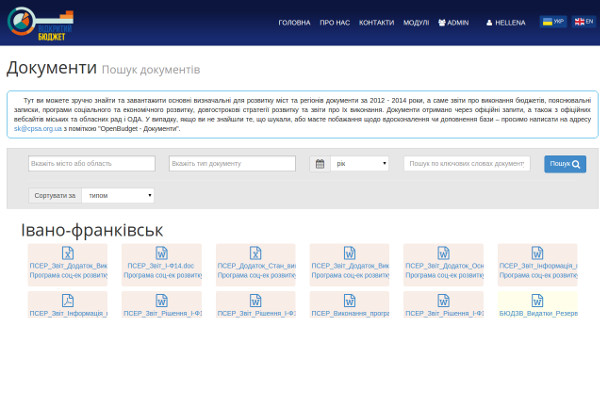 ВІДКРИТИЙ
БЮДЖЕТ
ГОЛОВНА ПРО НАС КОНТАКТИ МОДУЛІ ADMIN HELLENA УКР EN
Документи Пошук документів
Тут ви можете зручно знайти та завантажити основні визначальні для розвитку міст та регіонів документи за 2012 - 2014 роки, а саме звіти про виконання бюджетів, пояснювальні
записки, програми соціального та економічного розвитку, довгострокові стратегії розвитку та звіти про їх виконання. Документи отримано через офіційні запити, а також з офіційних
вебсайтів міських та обласних рад і ОДА. У випадку, якщо ви не знайшли те, що шукали, або маєте побажання щодо вдосконалення чи доповнення бази – просимо написати на адресу
sk@cpsa.org.ua з поміткою "OpenBudget - Документи".
Вкажіть місто або область Вкажіть тип документу рік Пошук по ключових словах документ Пошук
Сортувати за типом
Івано-франківськ
ПСЕР_Звіт_Додаток_Вик ПСЕР_Звіт_І-Ф14.doc ПСЕР_Додаток_Стан_ви ПСЕР_Звіт_Додаток_Вик ПСЕР_Звіт_Додаток_Осн ПСЕР_Звіт_Інформація_
Програма соц-ек розвитку Програма соц-ек розвитку Програма соц-ек розвитку Програма соц-ек розвитку Програма соц-ек розвитку Програма соц-ек розвитку
ПСЕР_Звіт_Інформація_ ПСЕР_Звіт_Рішення_І-Ф ПСЕР_Звіт_Рішення_І-Ф ПСЕР_Виконання_програ ПСЕР_Звіт_Рішення_І-Ф БЮДЗВ_Видатки_Резерв